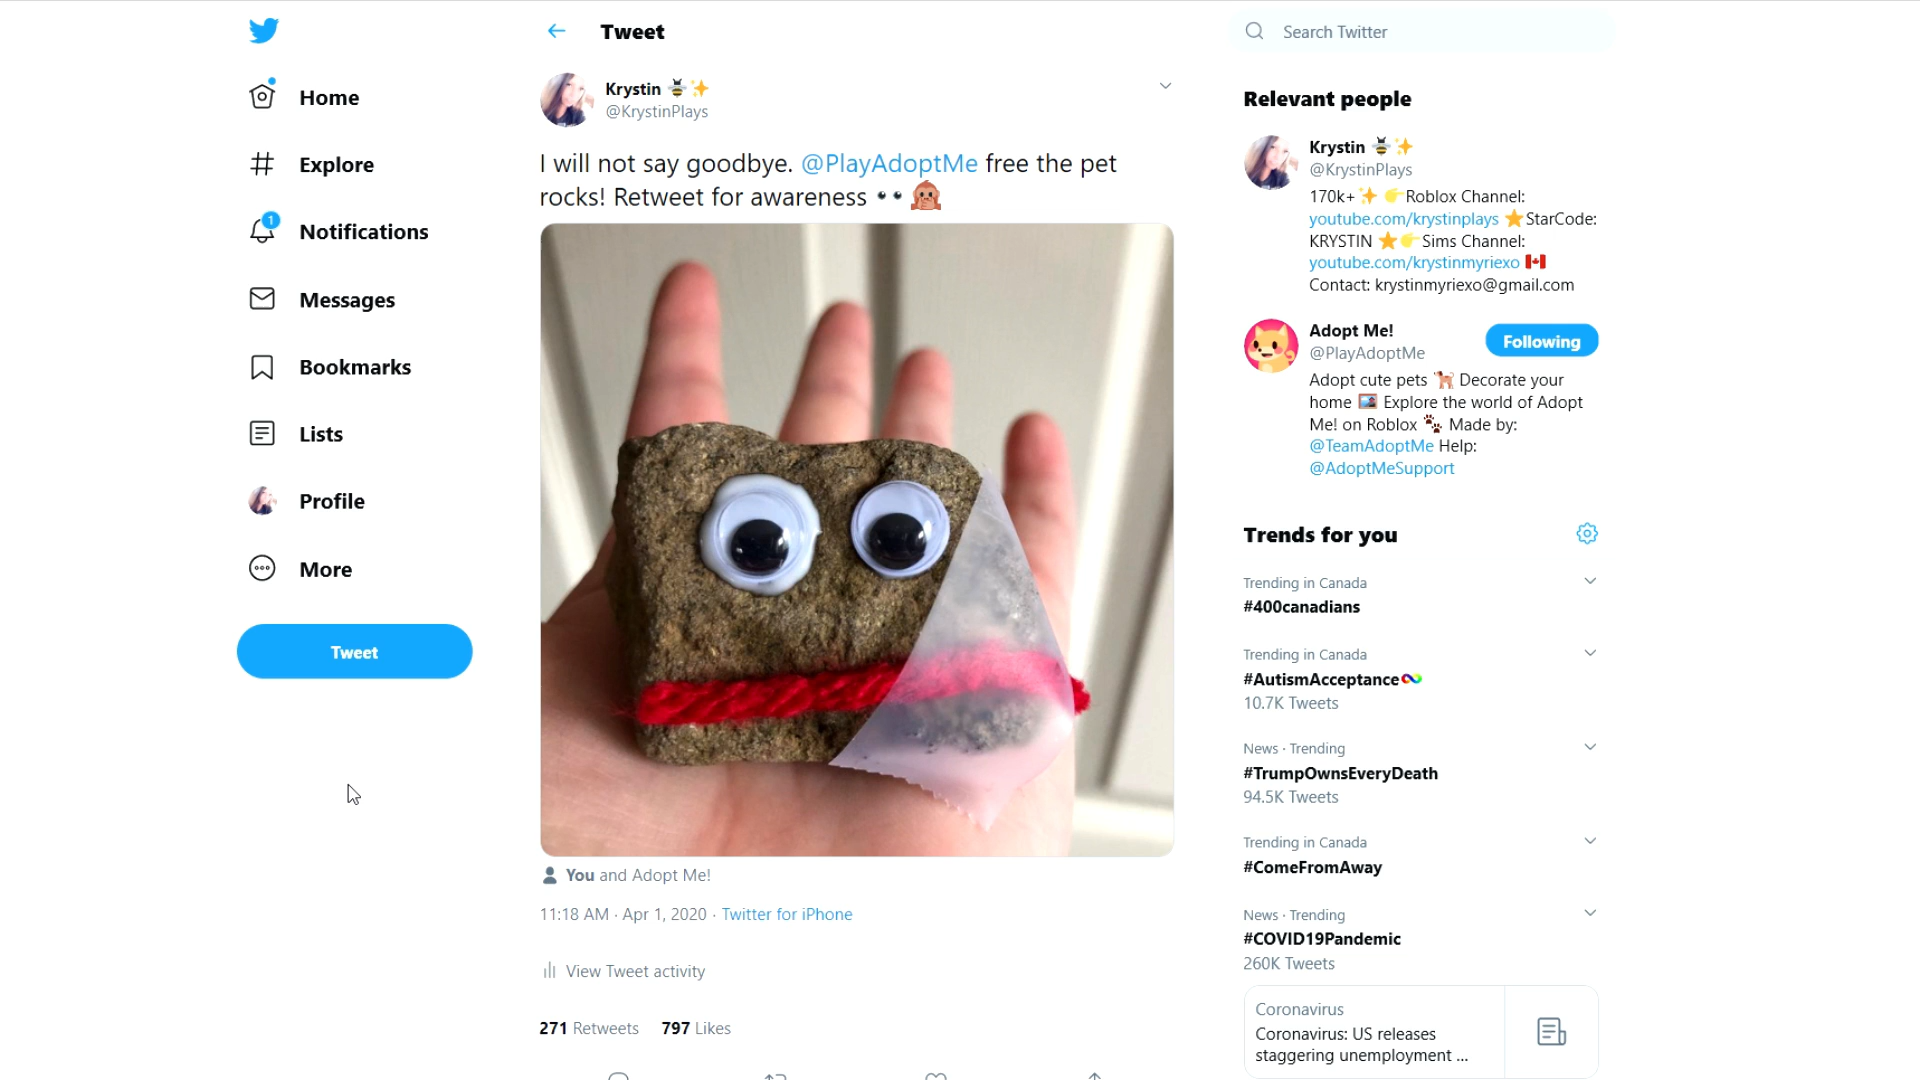 Home
Explore
1
Notifications
Messages
Bookmarks
Lists
Profile
More
Tweet
Tweet
Krystin 🐝✨
@KrystinPlays
I will not say goodbye. @PlayAdoptMe free the pet
rocks! Retweet for awareness 👀🙊
You and Adopt Me!
11:18 AM · Apr 1, 2020 · Twitter for iPhone
View Tweet activity
271 Retweets 797 Likes
Search Twitter
Relevant people
Krystin 🐝✨
@KrystinPlays
170k+✨ 👉Roblox Channel:
youtube.com/krystinplays ⭐StarCode:
KRYSTIN ⭐👉Sims Channel:
youtube.com/krystinmyriexo 🇨🇦
Contact: krystinmyriexo@gmail.com
Adopt Me!
@PlayAdoptMe
Following
Adopt cute pets 🐕 Decorate your
home 🖼️ Explore the world of Adopt
Me! on Roblox 🐾 Made by:
@TeamAdoptMe Help:
@AdoptMeSupport
Trends for you
Trending in Canada
#400canadians
Trending in Canada
#AutismAcceptance
10.7K Tweets
News · Trending
#TrumpOwnsEveryDeath
94.5K Tweets
Trending in Canada
#ComeFromAway
News · Trending
#COVID19Pandemic
260K Tweets
Coronavirus
Coronavirus: US releases
staggering unemployment ...